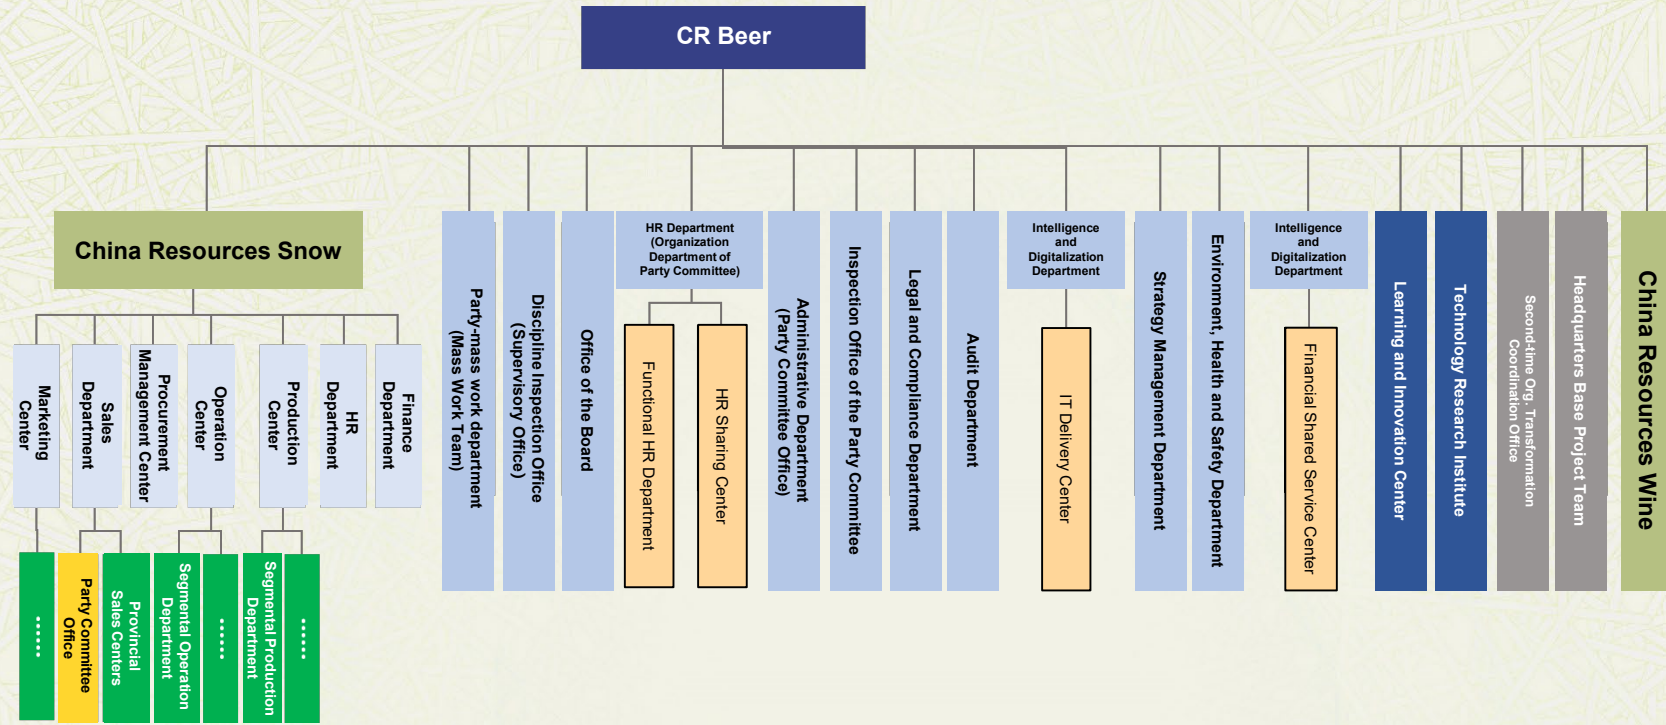 CR Beer
China Resources Snow
Party-mass work department
(Mass Work Team)
Discipline Inspection Office
(Supervisory Office)
Office of the Board
HR Department
(Organization
Department of
Party Committee)
Functional HR Department
HR Sharing Center
Administrative Department
(Party Committee Office)
Inspection Office of the Party Committee
Legal and Compliance Department
Audit Department
Intelligence
and
Digitalization
Department
IT Delivery Center
Strategy Management Department
Environment, Health and Safety Department
Intelligence
and
Digitalization
Department
Financial Shared Service Center
Learning and Innovation Center
Technology Research Institute
Second-time Org. Transformation
Coordination Office
Headquarters Base Project Team
China Resources Wine
Marketing
Center
Sales
Department
Procurement
Management Center
Operation
Center
Production
Center
HR
Department
Finance
Department
......
Party Committee
Office
Provincial
Sales Centers
Segmental Operation
Department
......
Segmental Production
Department
......